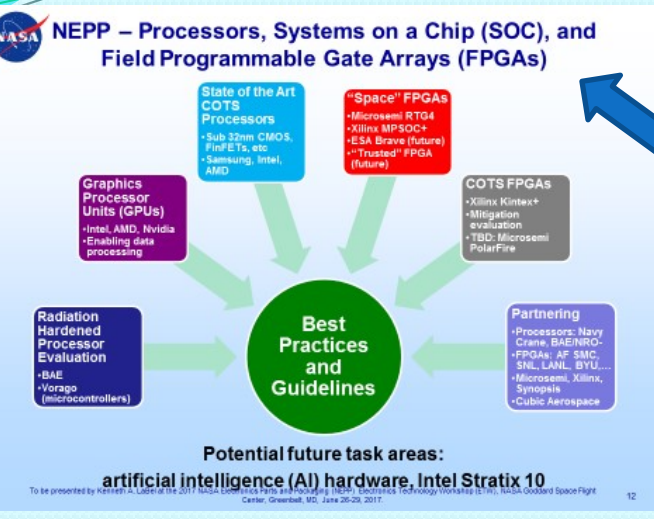 NASA
NEPP – Processors, Systems on a Chip (SOC), and
Field Programmable Gate Arrays (FPGAs)
State of the Art
COTS
Processors
•Sub 32nm CMOS,
FinFETs, etc
•Samsung, Intel,
AMD
"Space" FPGAs
•Microsemi RTG4
•Xilinx MPSOC+
•ESA Brave (future)
•"Trusted" FPGA
(future)
Graphics
Processor
Units (GPUs)
•Intel, AMD, Nvidia
•Enabling data
processing
COTS FPGAs
•Xilinx Kintex+
•Mitigation
evaluation
•TBD: Microsemi
PolarFire
Radiation
Hardened
Processor
Evaluation
•BAE
•Vorago
(microcontrollers)
Best
Practices
and
Guidelines
Partnering
•Processors: Navy
Crane, BAE/NRO-
•FPGAs: AF SMC,
SNL, LANL, BYU,...
•Microsemi, Xilinx,
Synopsis
•Cubic Aerospace
Potential future task areas:
artificial intelligence (AI) hardware, Intel Stratix 10
To be presented by Kenneth A. LaBel at the 2017 NASA Electronics Parts and Packaging (NEPP) Electronics Technology Workshop (ETW), NASA Goddard Space Flight
Center, Greenbelt, MD, June 26-29, 2017.
12